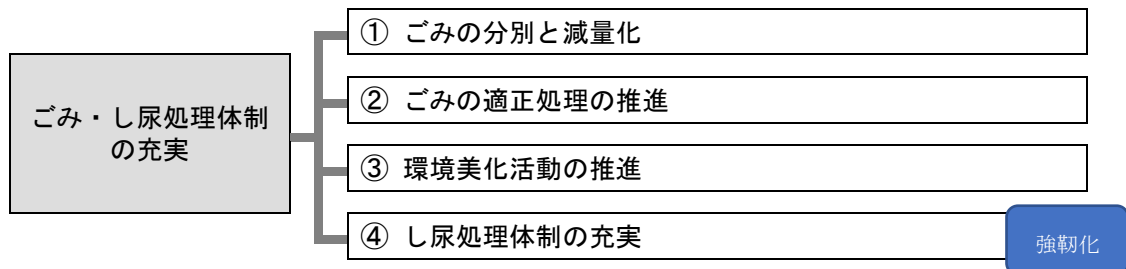 ごみ・し尿処理体制
の充実
① ごみの分別と減量化
② ごみの適正処理の推進
③ 環境美化活動の推進
④ し尿処理体制の充実
強靭化